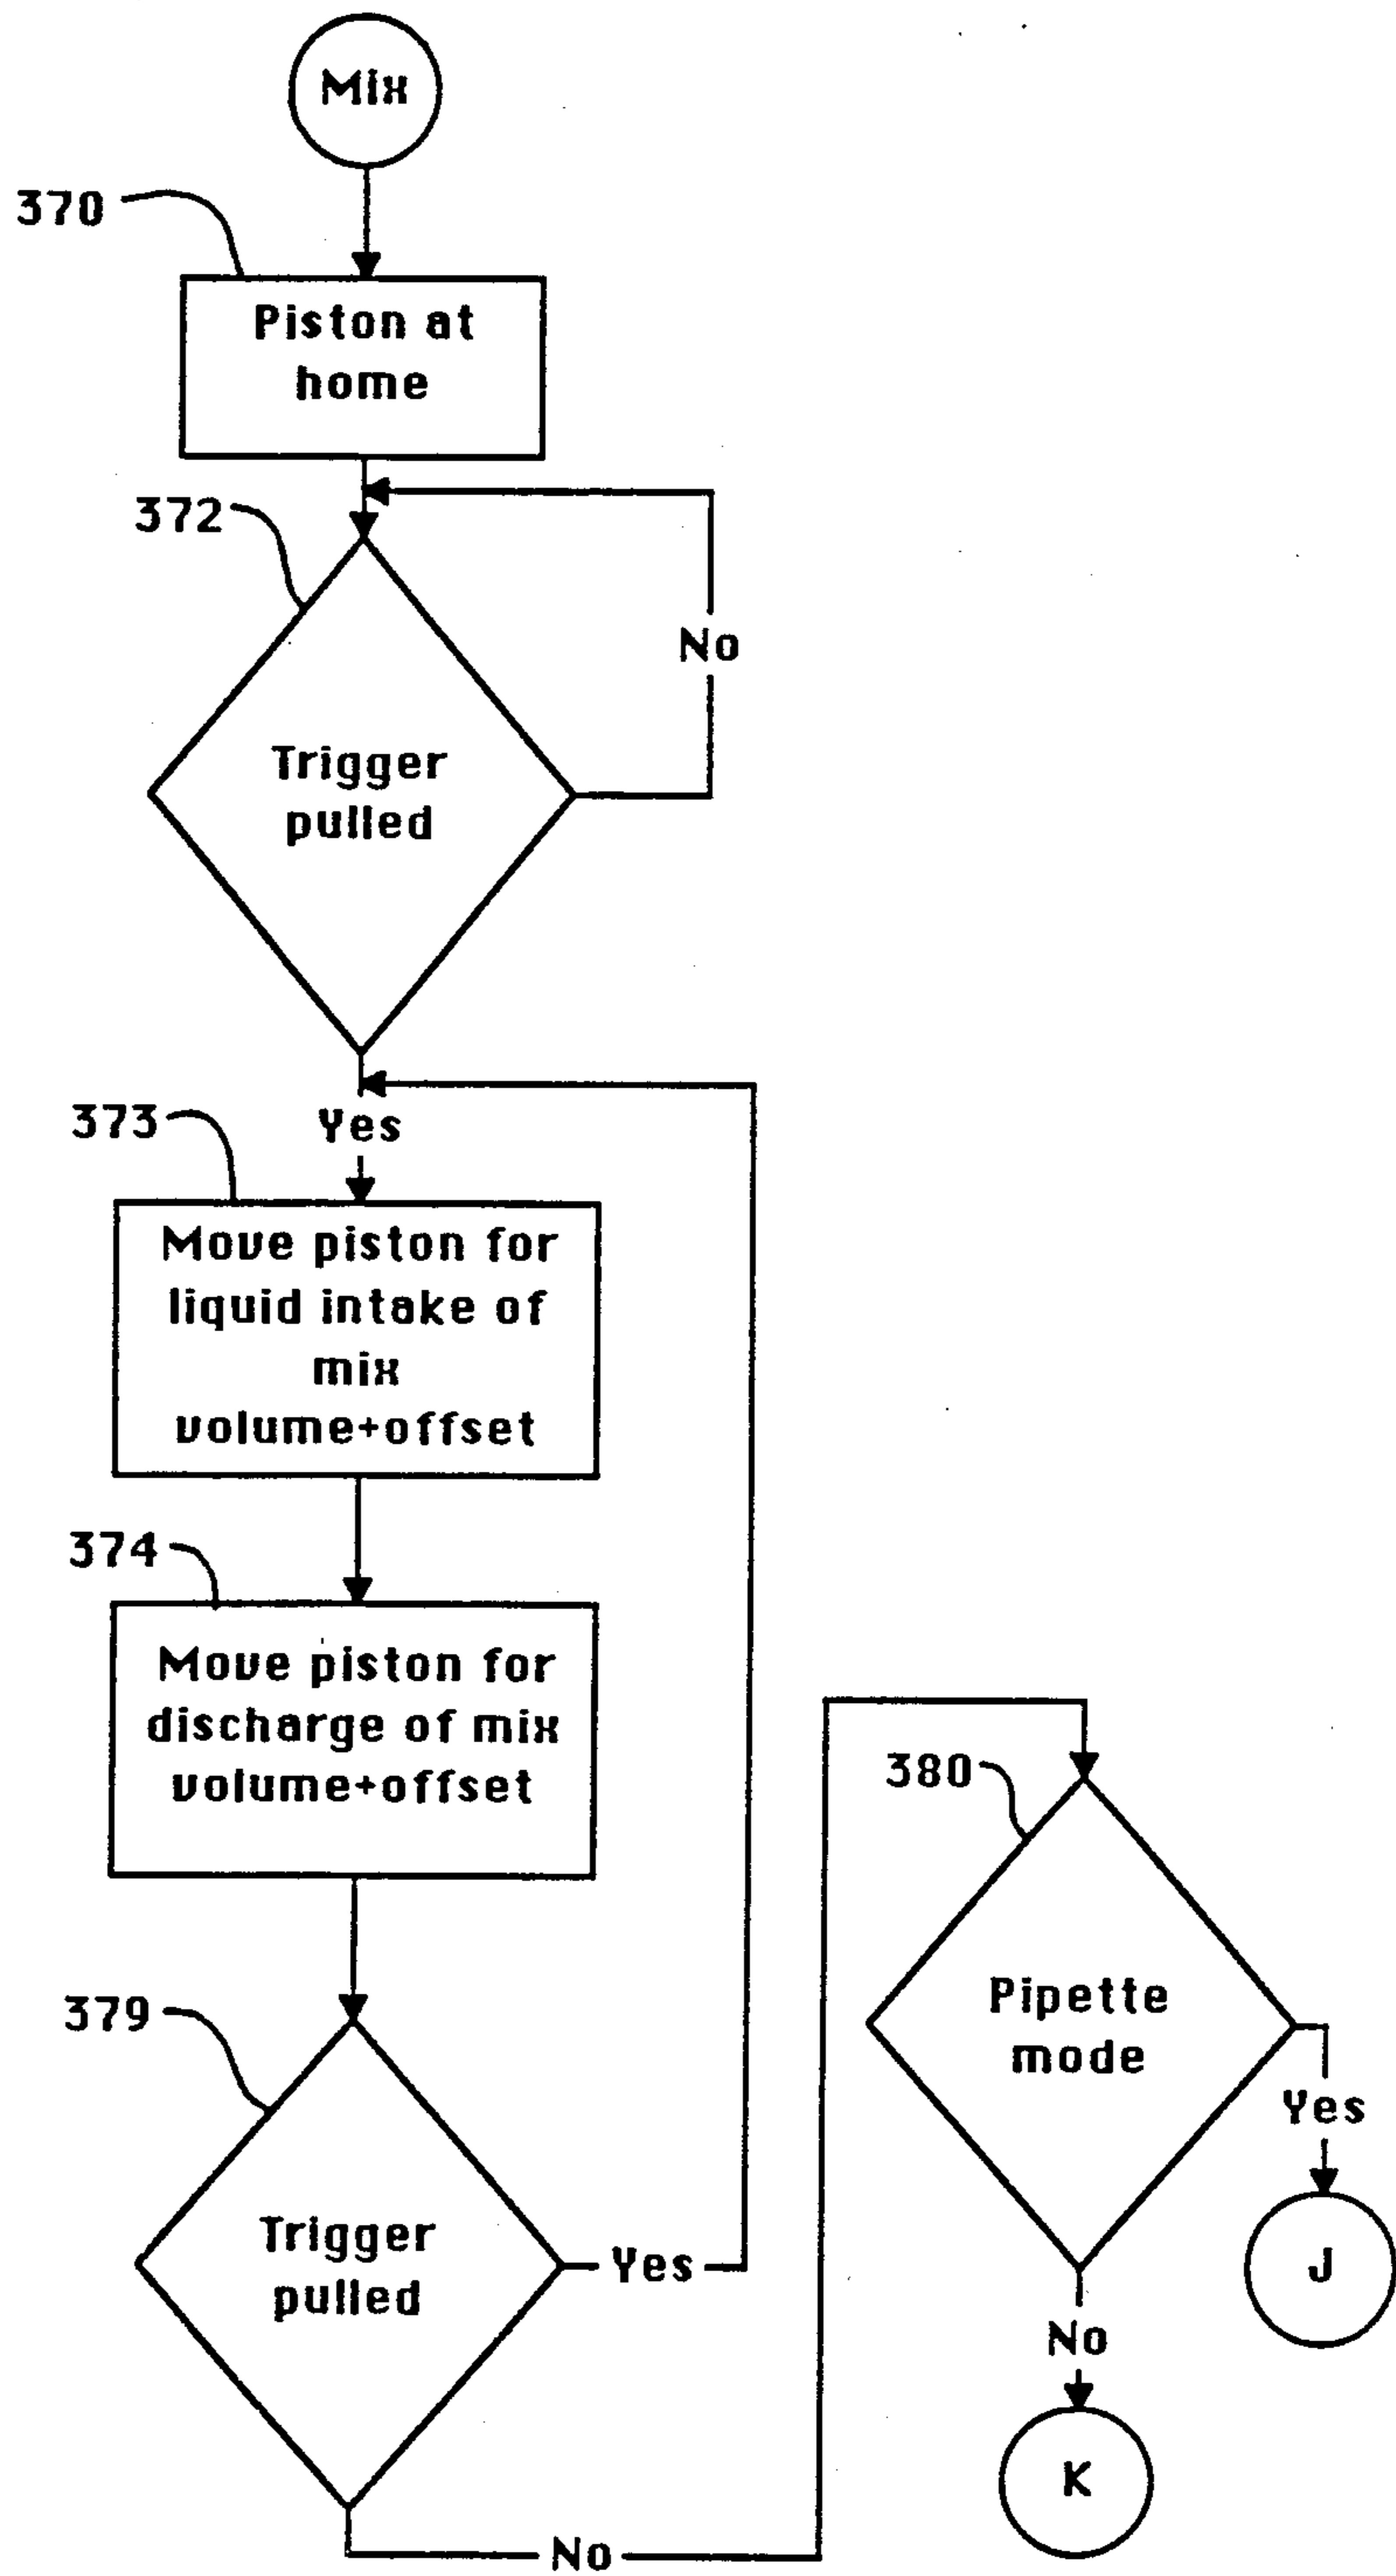 Mix
370
Piston at
home
372
No
Trigger
pulled
373
Yes
Move piston for
liquid intake of
mix
volume+offset
374
Move piston for
discharge of mix
volume+offset
380
Pipette
mode
379
Yes
Trigger
pulled
Yes
J
No
K
No